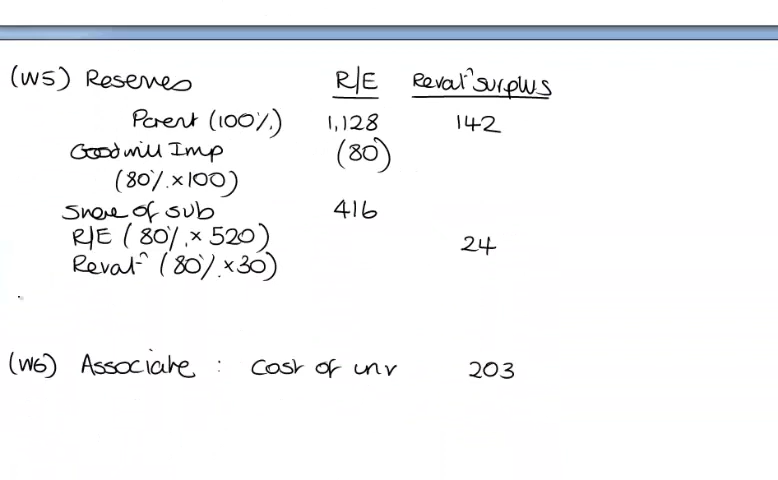 (W5) Reserves R/E Reval^n surplus
Parent (100%) 1,128 142
Goodwill Imp (80)
(80% × 100)
Share of sub 416
R/E (80% × 520) 24
Reval^n (80% × 30)
(W6) Associate : cost of inv 203